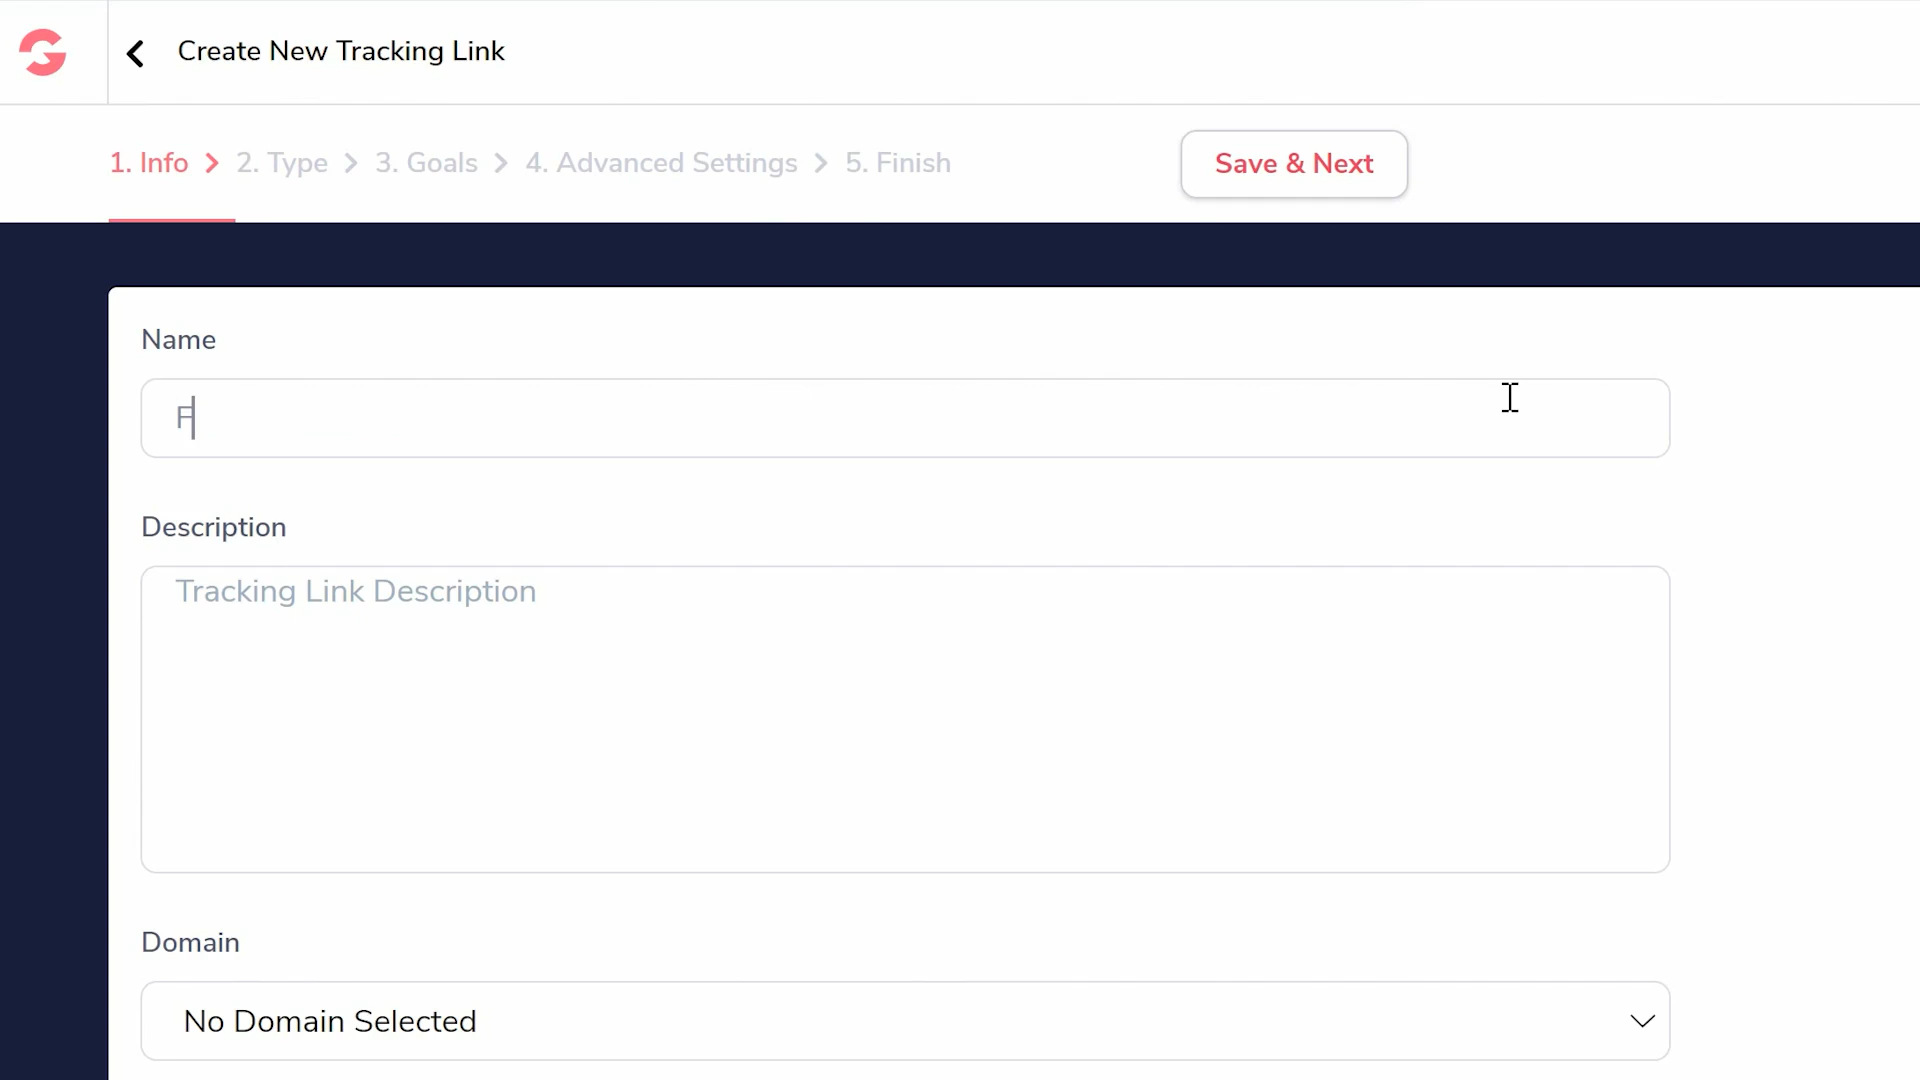 Create New Tracking Link
1. Info 2. Type 3. Goals 4. Advanced Settings 5. Finish Save & Next
Name
F
Description
Tracking Link Description
Domain
No Domain Selected